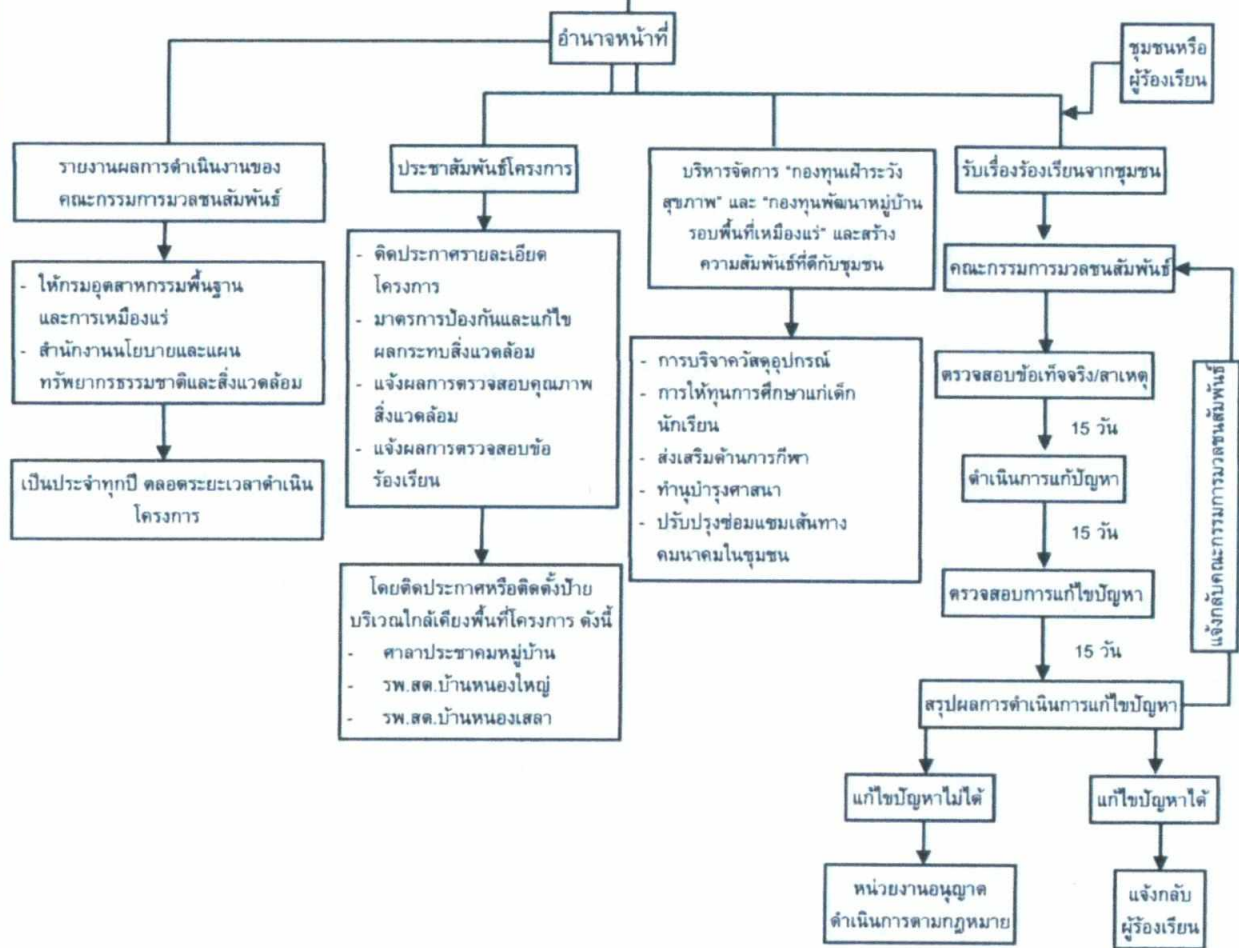 อำนาจหน้าที่
ชุมชนหรือ
ผู้ร้องเรียน
รายงานผลการดำเนินงานของ
คณะกรรมการมวลชนสัมพันธ์
- ให้กรมอุตสาหกรรมพื้นฐาน
และการเหมืองแร่
- สำนักงานนโยบายและแผน
ทรัพยากรธรรมชาติและสิ่งแวดล้อม
เป็นประจำทุกปี ตลอดระยะเวลาดำเนิน
โครงการ
ประชาสัมพันธ์โครงการ
- ติดประกาศรายละเอียด
โครงการ
- มาตรการป้องกันและแก้ไข
ผลกระทบสิ่งแวดล้อม
- แจ้งผลการตรวจสอบคุณภาพ
สิ่งแวดล้อม
- แจ้งผลการตรวจสอบข้อ
ร้องเรียน
โดยติดประกาศหรือติดตั้งป้าย
บริเวณใกล้เคียงพื้นที่โครงการ ดังนี้
- ศาลาประชาคมหมู่บ้าน
- รพ.สต.บ้านหนองใหญ่
- รพ.สต.บ้านหนองเสลา
บริหารจัดการ "กองทุนเฝ้าระวัง
สุขภาพ" และ "กองทุนพัฒนาหมู่บ้าน
รอบพื้นที่เหมืองแร่" และสร้าง
ความสัมพันธ์ที่ดีกับชุมชน
- การบริจาควัสดุอุปกรณ์
- การให้ทุนการศึกษาแก่เด็ก
นักเรียน
- ส่งเสริมด้านการกีฬา
- ทำนุบำรุงศาสนา
- ปรับปรุงซ่อมแซมเส้นทาง
คมนาคมในชุมชน
รับเรื่องร้องเรียนจากชุมชน
คณะกรรมการมวลชนสัมพันธ์
ตรวจสอบข้อเท็จจริง/สาเหตุ
15 วัน
ดำเนินการแก้ปัญหา
15 วัน
ตรวจสอบการแก้ไขปัญหา
15 วัน
สรุปผลการดำเนินการแก้ไขปัญหา
แจ้งกลับคณะกรรมการมวลชนสัมพันธ์
แก้ไขปัญหาไม่ได้
แก้ไขปัญหาได้
หน่วยงานอนุญาต
ดำเนินการตามกฎหมาย
แจ้งกลับ
ผู้ร้องเรียน